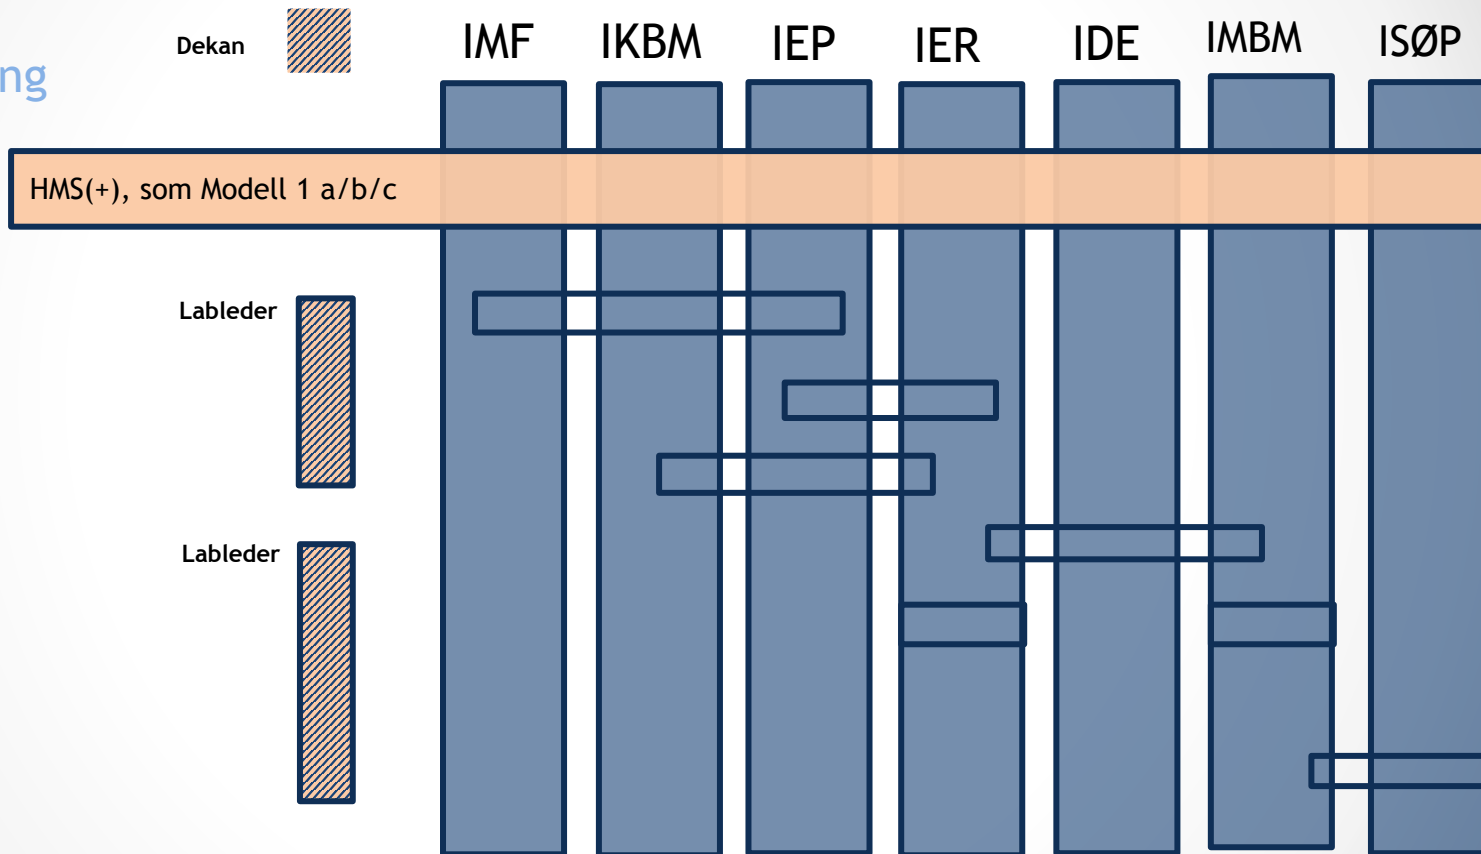 Dekan
IMF IKBM IEP IER IDE IMBM ISØP
ng
HMS(+), som Modell 1 a/b/c
Lableder
Lableder